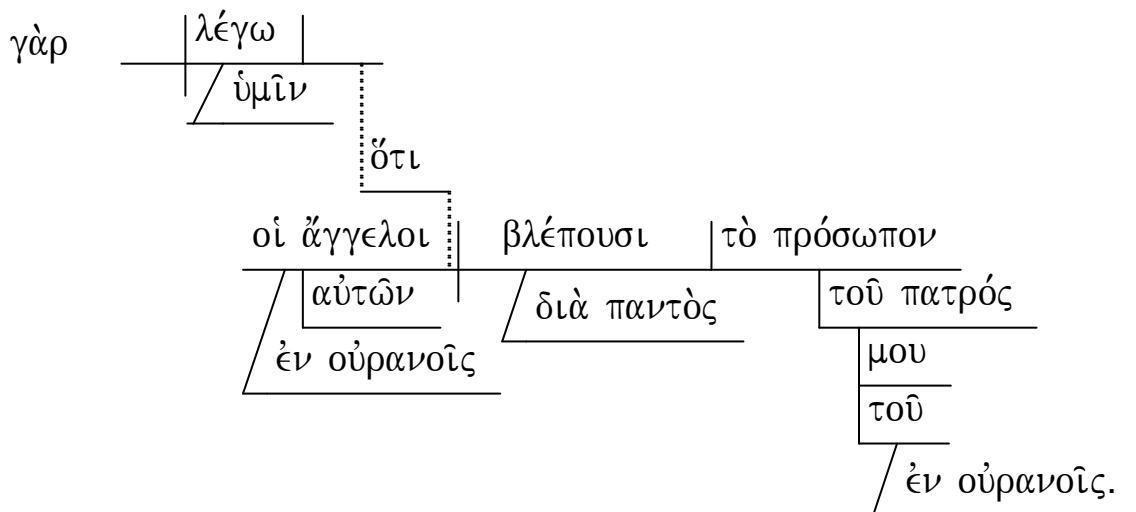 γὰρ λέγω
ὑμῖν
ὅτι
οἱ ἄγγελοι βλέπουσι τὸ πρόσωπον
αὐτῶν διὰ παντὸς τοῦ πατρός
ἐν οὐρανοῖς μου
τοῦ
ἐν οὐρανοῖς.